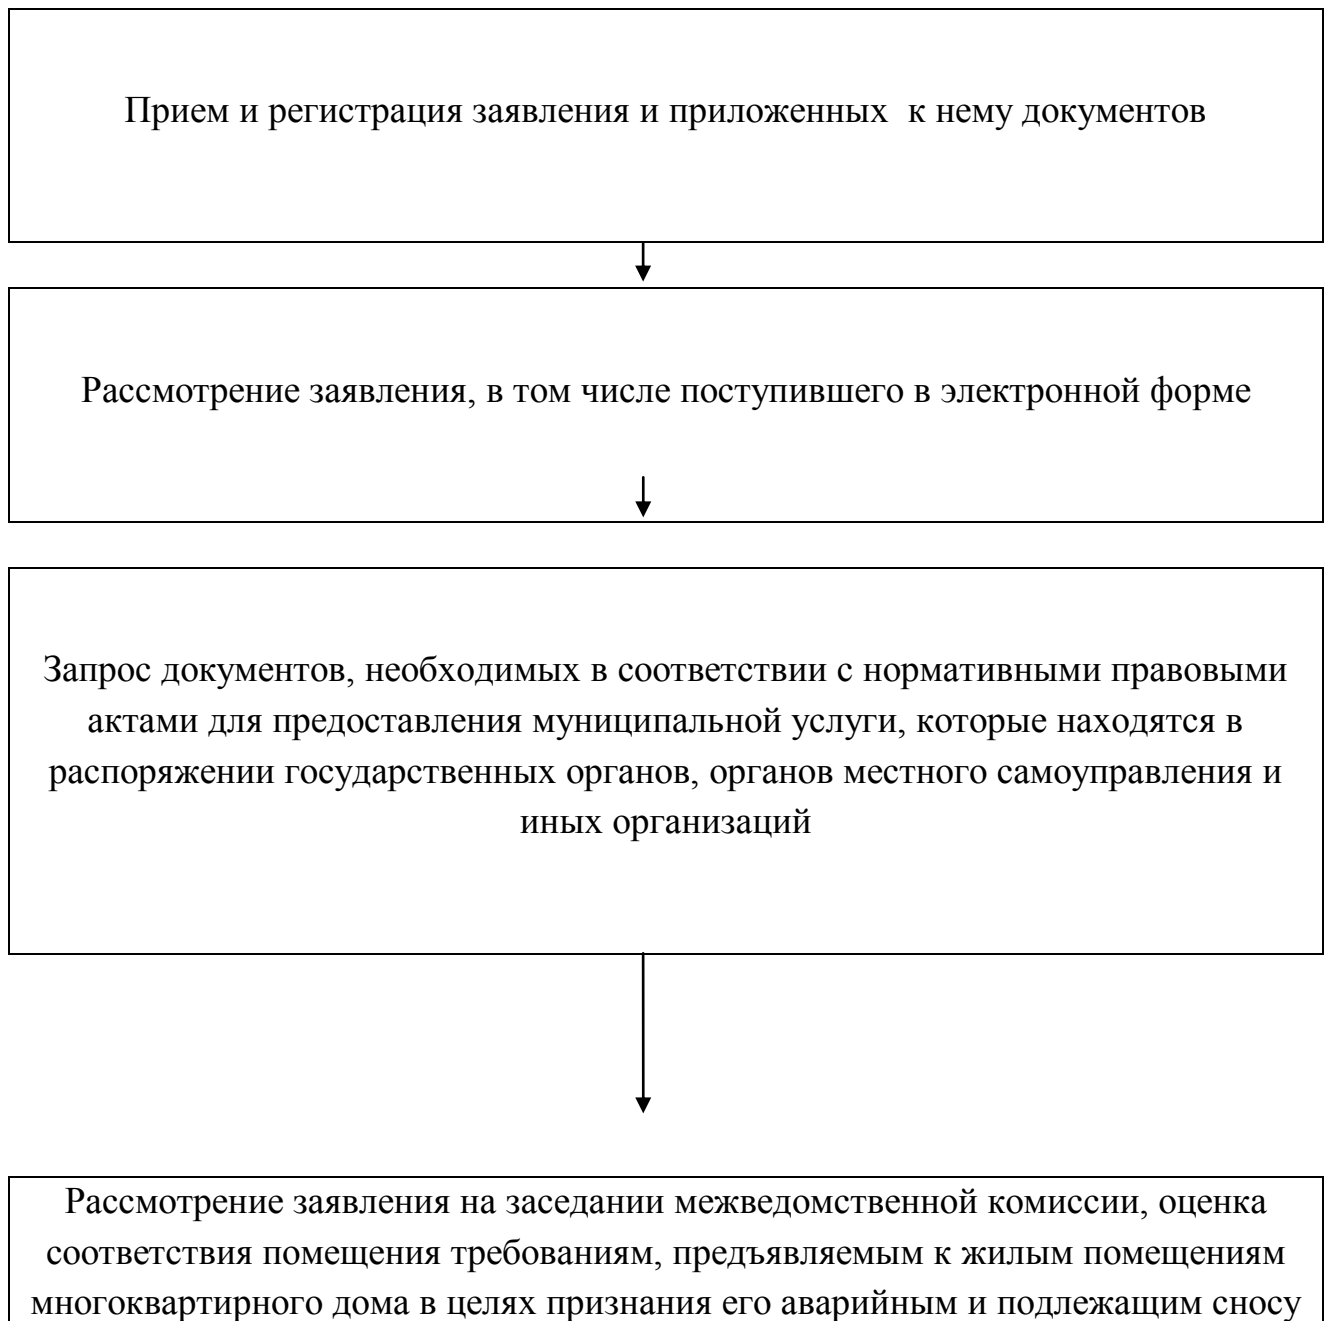 Прием и регистрация заявления и приложенных  к нему документов
Рассмотрение заявления, в том числе поступившего в электронной форме
Запрос документов, необходимых в соответствии с нормативными правовыми
актами для предоставления муниципальной услуги, которые находятся в
распоряжении государственных органов, органов местного самоуправления и
иных организаций
Рассмотрение заявления на заседании межведомственной комиссии, оценка
соответствия помещения требованиям, предъявляемым к жилым помещениям
многоквартирного дома в целях признания его аварийным и подлежащим сносу